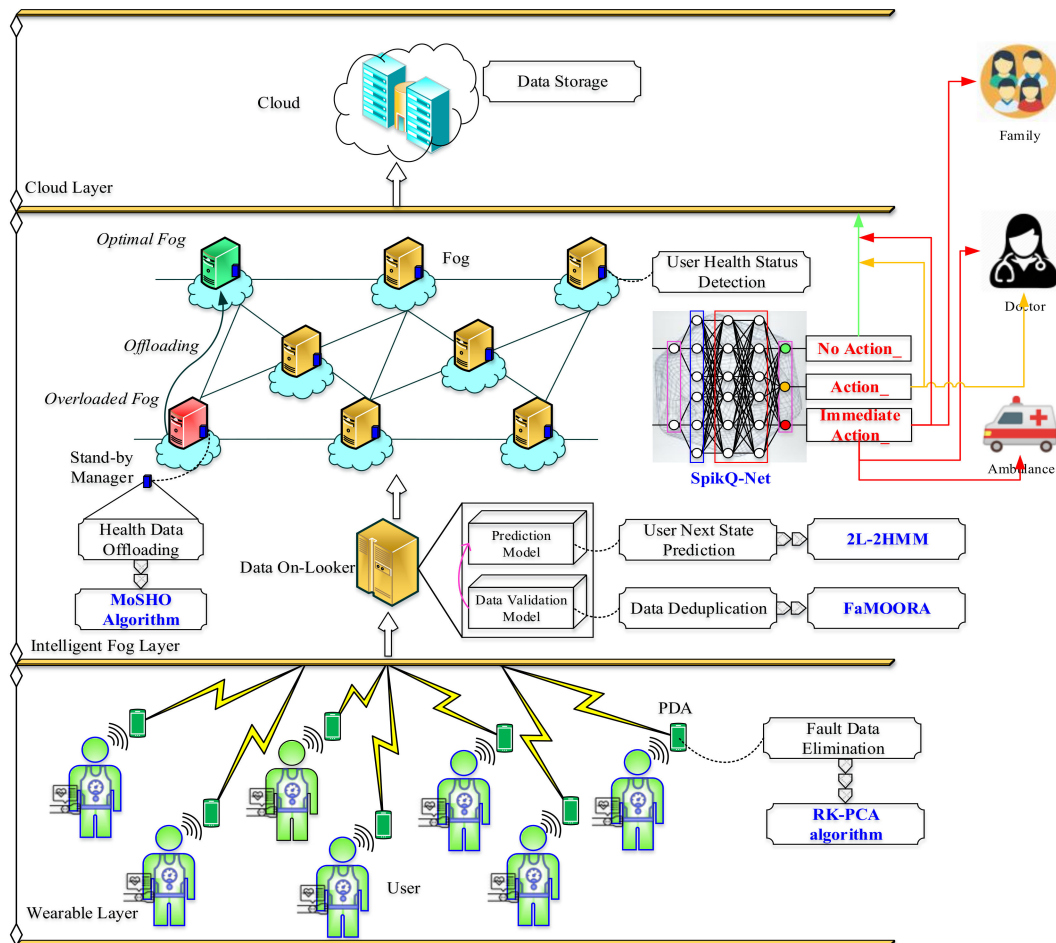 Cloud
Data Storage
Family
Cloud Layer
Optimal Fog
Fog
User Health Status
Detection
Doctor
Offloading
No Action_
Action_
Overloaded Fog
Immediate
Action_
Stand-by
Manager
SpikQ-Net
Ambulance
Health Data
Offloading
Prediction
Model
User Next State
Prediction
2L-2HMM
Data On-Looker
MoSHO
Algorithm
Data Validation
Model
Data Deduplication
FaMOORA
Intelligent Fog Layer
PDA
Fault Data
Elimination
RK-PCA
algorithm
User
Wearable Layer